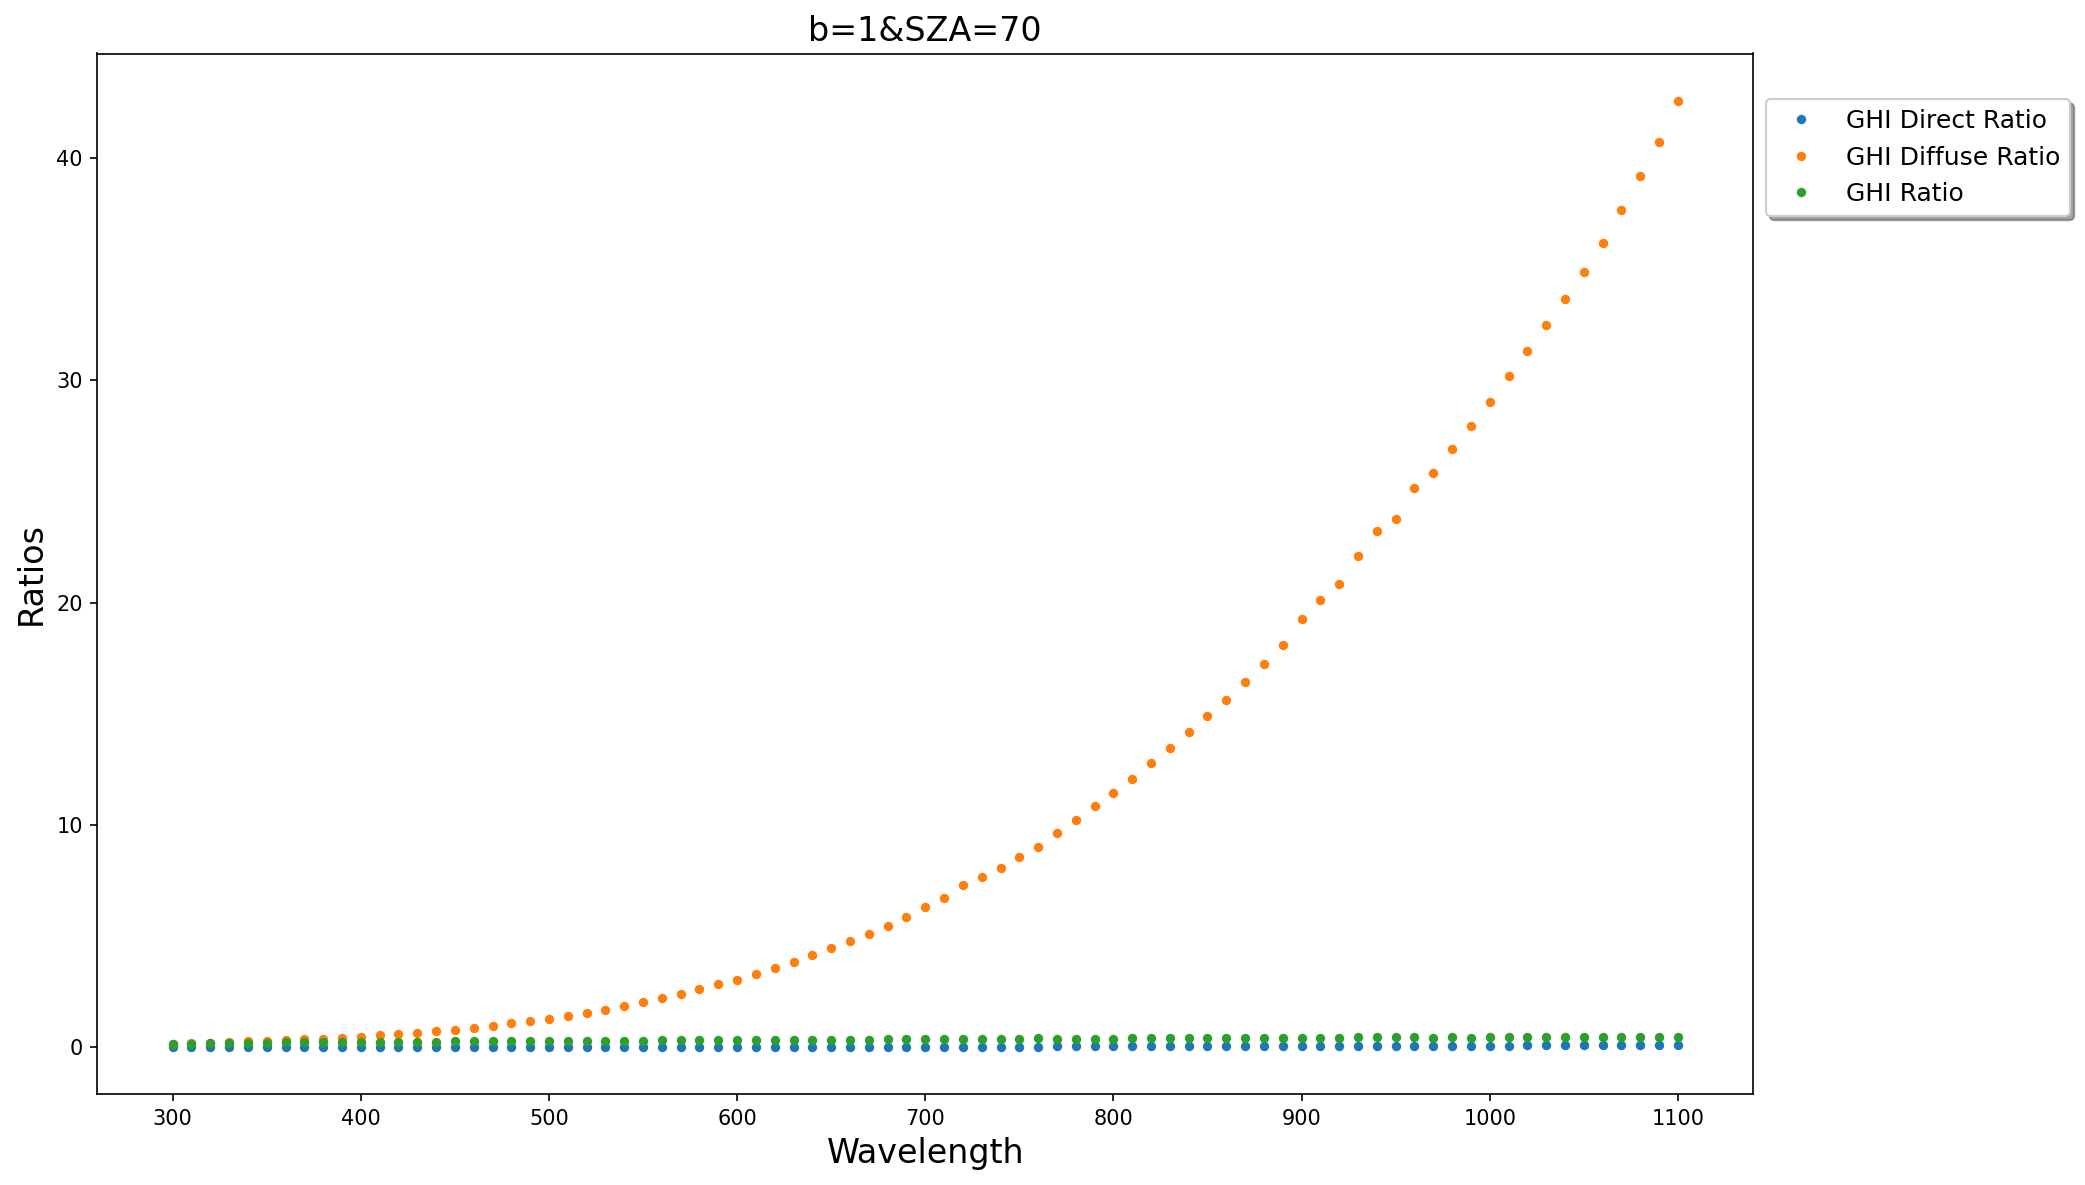 b=1&SZA=70
GHI Direct Ratio
GHI Diffuse Ratio
GHI Ratio
Ratios
40
30
20
10
0
300 400 500 600 700 800 900 1000 1100
Wavelength